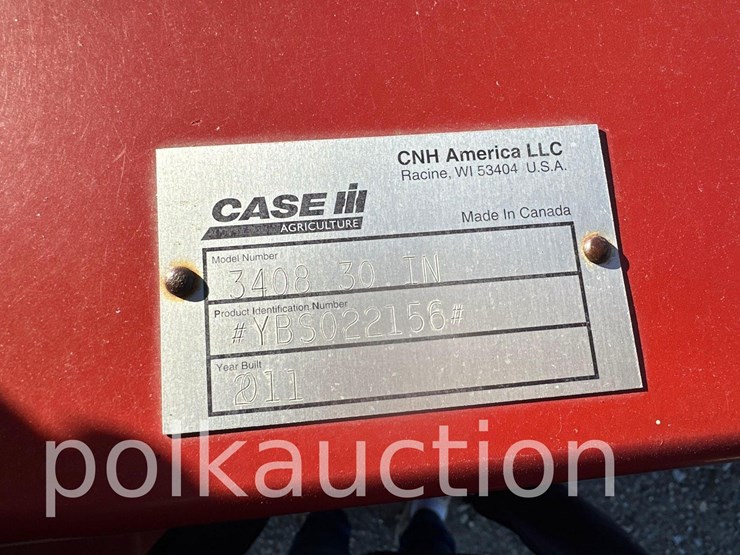 CNH America LLC
Racine, WI 53404 U.S.A.
CASE IH
AGRICULTURE
Made In Canada
Model Number
3408 30 IN
Product Identification Number
#YBS022156#
Year Built
2011
polkauction